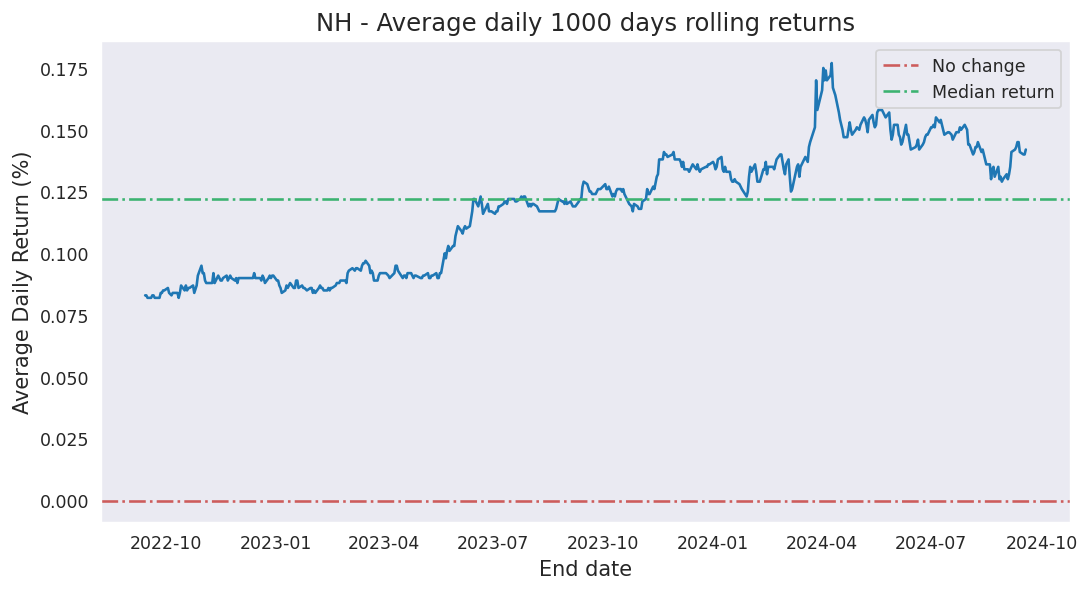 NH - Average daily 1000 days rolling returns
No change
Median return
Average Daily Return (%)
0.175
0.150
0.125
0.100
0.075
0.050
0.025
0.000
2022-10 2023-01 2023-04 2023-07 2023-10 2024-01 2024-04 2024-07 2024-10
End date